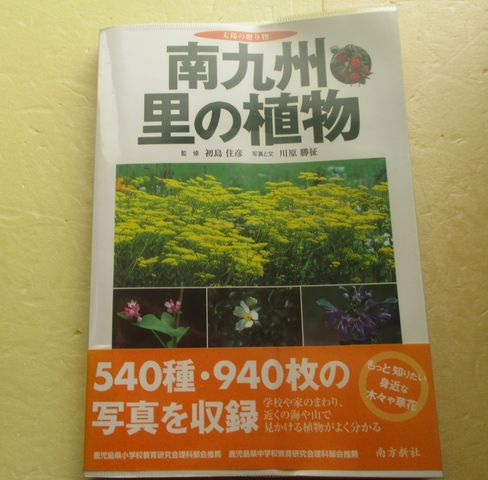 太陽の贈り物
南九州
里の植物
監修 初島住彦 写真と文 川原勝征
540種・940枚の
写真を収録
学校や家のまわり、
近くの海や山で
見かける植物がよく分かる
もっと知りたい
身近な
木々や草花
鹿児島県小学校教育研究会理科部会推薦 鹿児島県中学校教育研究会理科部会推薦
南方新社